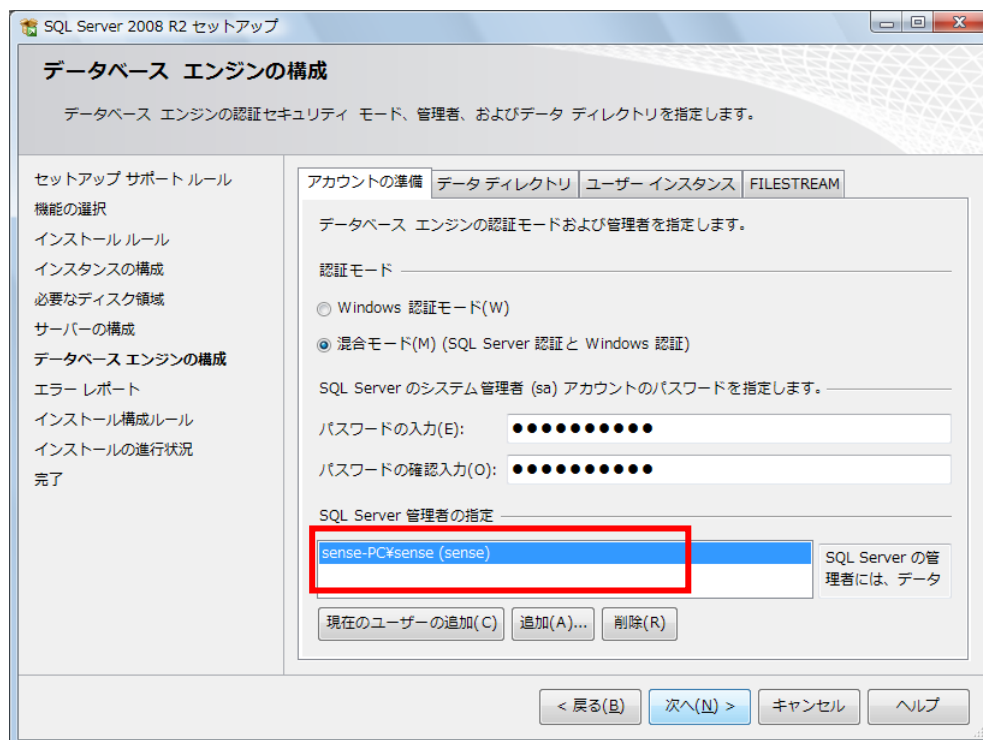 SQL Server 2008 R2 セットアップ
データベース エンジンの構成
データベース エンジンの認証セキュリティ モード、管理者、およびデータ ディレクトリを指定します。
セットアップ サポート ルール
機能の選択
インストール ルール
インスタンスの構成
必要なディスク領域
サーバーの構成
データベース エンジンの構成
エラー レポート
インストール構成ルール
インストールの進行状況
完了
アカウントの準備 データ ディレクトリ ユーザー インスタンス FILESTREAM
データベース エンジンの認証モードおよび管理者を指定します。
認証モード
Windows 認証モード(W)
混合モード(M) (SQL Server 認証と Windows 認証)
SQL Server のシステム管理者 (sa) アカウントのパスワードを指定します。
パスワードの入力(E): ●●●●●●●●●●
パスワードの確認入力(O): ●●●●●●●●●●
SQL Server 管理者の指定
sense-PC¥sense (sense)
SQL Server の管
理者には、データ
現在のユーザーの追加(C) 追加(A)... 削除(R)
< 戻る(B) 次へ(N) > キャンセル ヘルプ